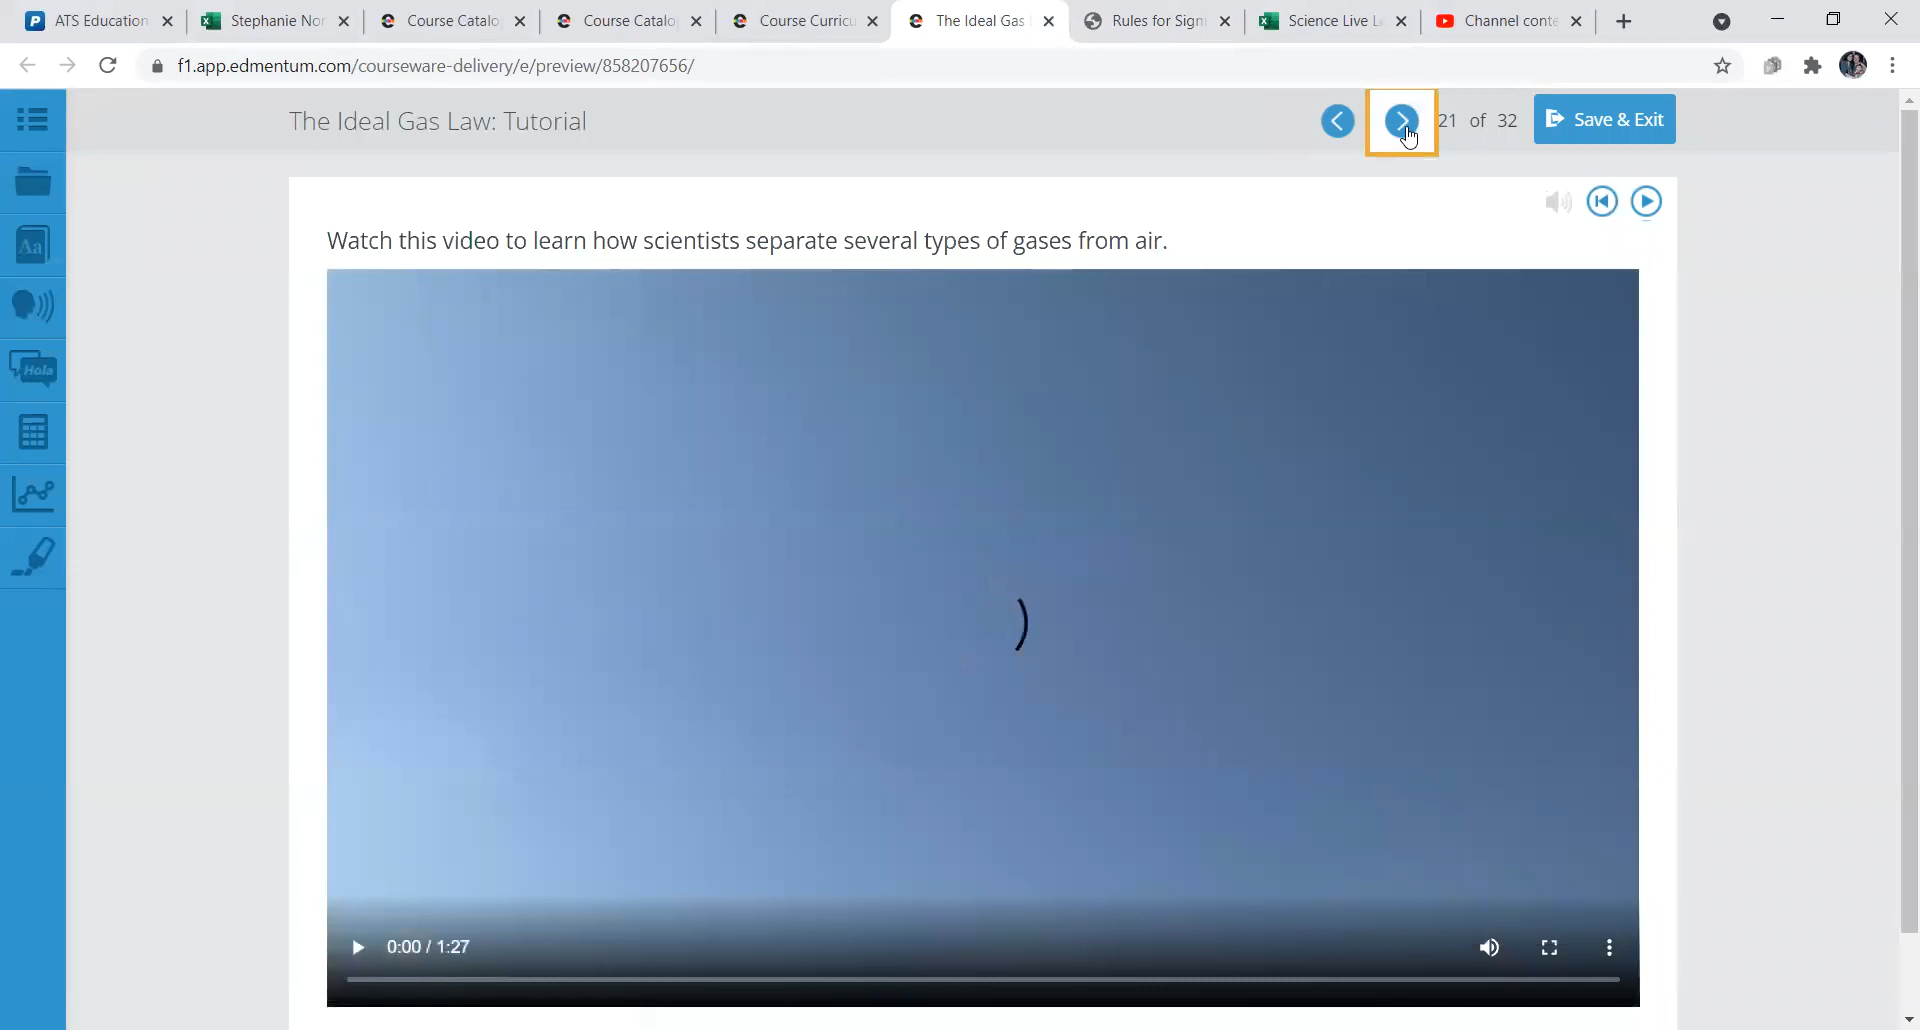 ATS Education
Stephanie Nor
Course Catalo
Course Catalo
Course Curricu
The Ideal Gas
Rules for Signi
Science Live L
Channel conte
f1.app.edmentum.com/courseware-delivery/e/preview/858207656/
The Ideal Gas Law: Tutorial
21 of 32
Save & Exit
Aa
Hola
Watch this video to learn how scientists separate several types of gases from air.
0:00 / 1:27